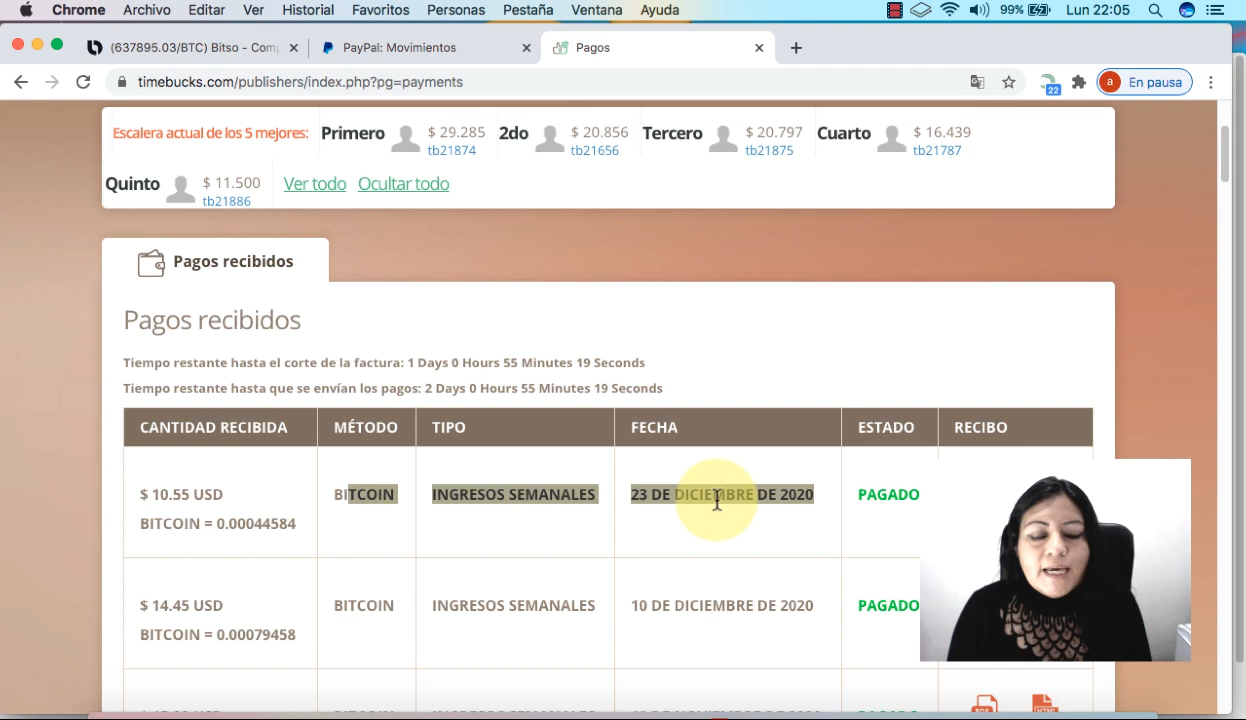 Chrome Archivo Editar Ver Historial Favoritos Personas Pestaña Ventana Ayuda 99% Lun 22:05
(637895.03/BTC) Bitso - Com PayPal: Movimientos Pagos
timebucks.com/publishers/index.php?pg=payments 22 a En pausa
Escalera actual de los 5 mejores: Primero $ 29.285 2do $ 20.856 Tercero $ 20.797 Cuarto $ 16.439
tb21874 tb21656 tb21875 tb21787
Quinto $ 11.500 Ver todo Ocultar todo
tb21886
Pagos recibidos
Pagos recibidos
Tiempo restante hasta el corte de la factura: 1 Days 0 Hours 55 Minutes 19 Seconds
Tiempo restante hasta que se envían los pagos: 2 Days 0 Hours 55 Minutes 19 Seconds
CANTIDAD RECIBIDA MÉTODO TIPO FECHA ESTADO RECIBO
$ 10.55 USD BITCOIN INGRESOS SEMANALES 23 DE DICIEMBRE DE 2020 PAGADO
BITCOIN = 0.00044584
$ 14.45 USD BITCOIN INGRESOS SEMANALES 10 DE DICIEMBRE DE 2020 PAGADO
BITCOIN = 0.00079458